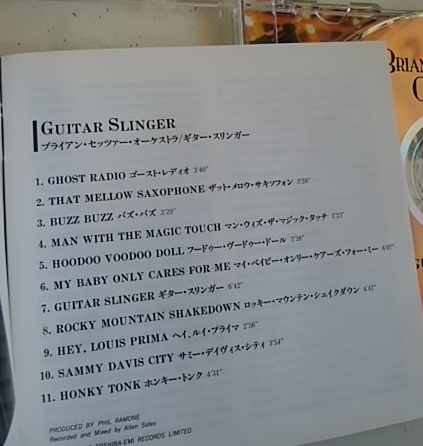 GUITAR SLINGER
ブライアン・セッツァー・オーケストラ/ギター・スリンガー
1. GHOST RADIO ゴースト・レディオ 3'40"
2. THAT MELLOW SAXOPHONE ザット・メロウ・サキソフォン 3'28"
3. BUZZ BUZZ バズ・バズ 3'29"
4. MAN WITH THE MAGIC TOUCH マン・ウィズ・ザ・マジック・タッチ 3'23"
5. HOODOO VOODOO DOLL フードゥー・ヴードゥー・ドール 3'58"
6. MY BABY ONLY CARES FOR ME マイ・ベイビー・オンリー・ケアーズ・フォー・ミー 4'02"
7. GUITAR SLINGER ギター・スリンガー 6'42"
8. ROCKY MOUNTAIN SHAKEDOWN ロッキー・マウンテン・シェイクダウン 4'42"
9. HEY, LOUIS PRIMA ヘイ、ルイ・プライマ 2'56"
10. SAMMY DAVIS CITY サミー・デイヴィス・シティ 3'54"
11. HONKY TONK ホンキー・トンク 4'31"
PRODUCED BY PHIL RAMONE
Recorded and Mixed by Allen Sides
TOSHIBA-EMI RECORDS LIMITED.
BRIAN